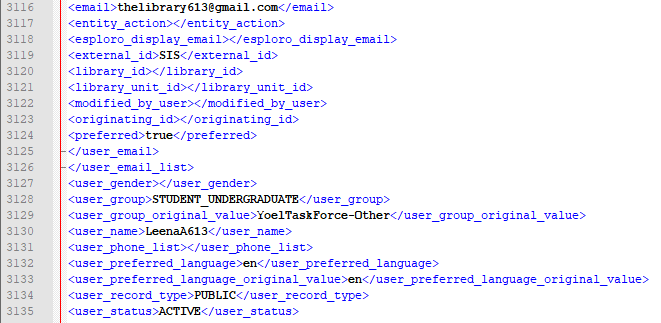 3116 <email>thelibrary613@gmail.com</email>
3117 <entity_action></entity_action>
3118 <esploro_display_email></esploro_display_email>
3119 <external_id>SIS</external_id>
3120 <library_id></library_id>
3121 <library_unit_id></library_unit_id>
3122 <modified_by_user></modified_by_user>
3123 <originating_id></originating_id>
3124 <preferred>true</preferred>
3125 </user_email>
3126 </user_email_list>
3127 <user_gender></user_gender>
3128 <user_group>STUDENT_UNDERGRADUATE</user_group>
3129 <user_group_original_value>YoelTaskForce-Other</user_group_original_value>
3130 <user_name>LeenaA613</user_name>
3131 <user_phone_list></user_phone_list>
3132 <user_preferred_language>en</user_preferred_language>
3133 <user_preferred_language_original_value>en</user_preferred_language_original_value>
3134 <user_record_type>PUBLIC</user_record_type>
3135 <user_status>ACTIVE</user_status>